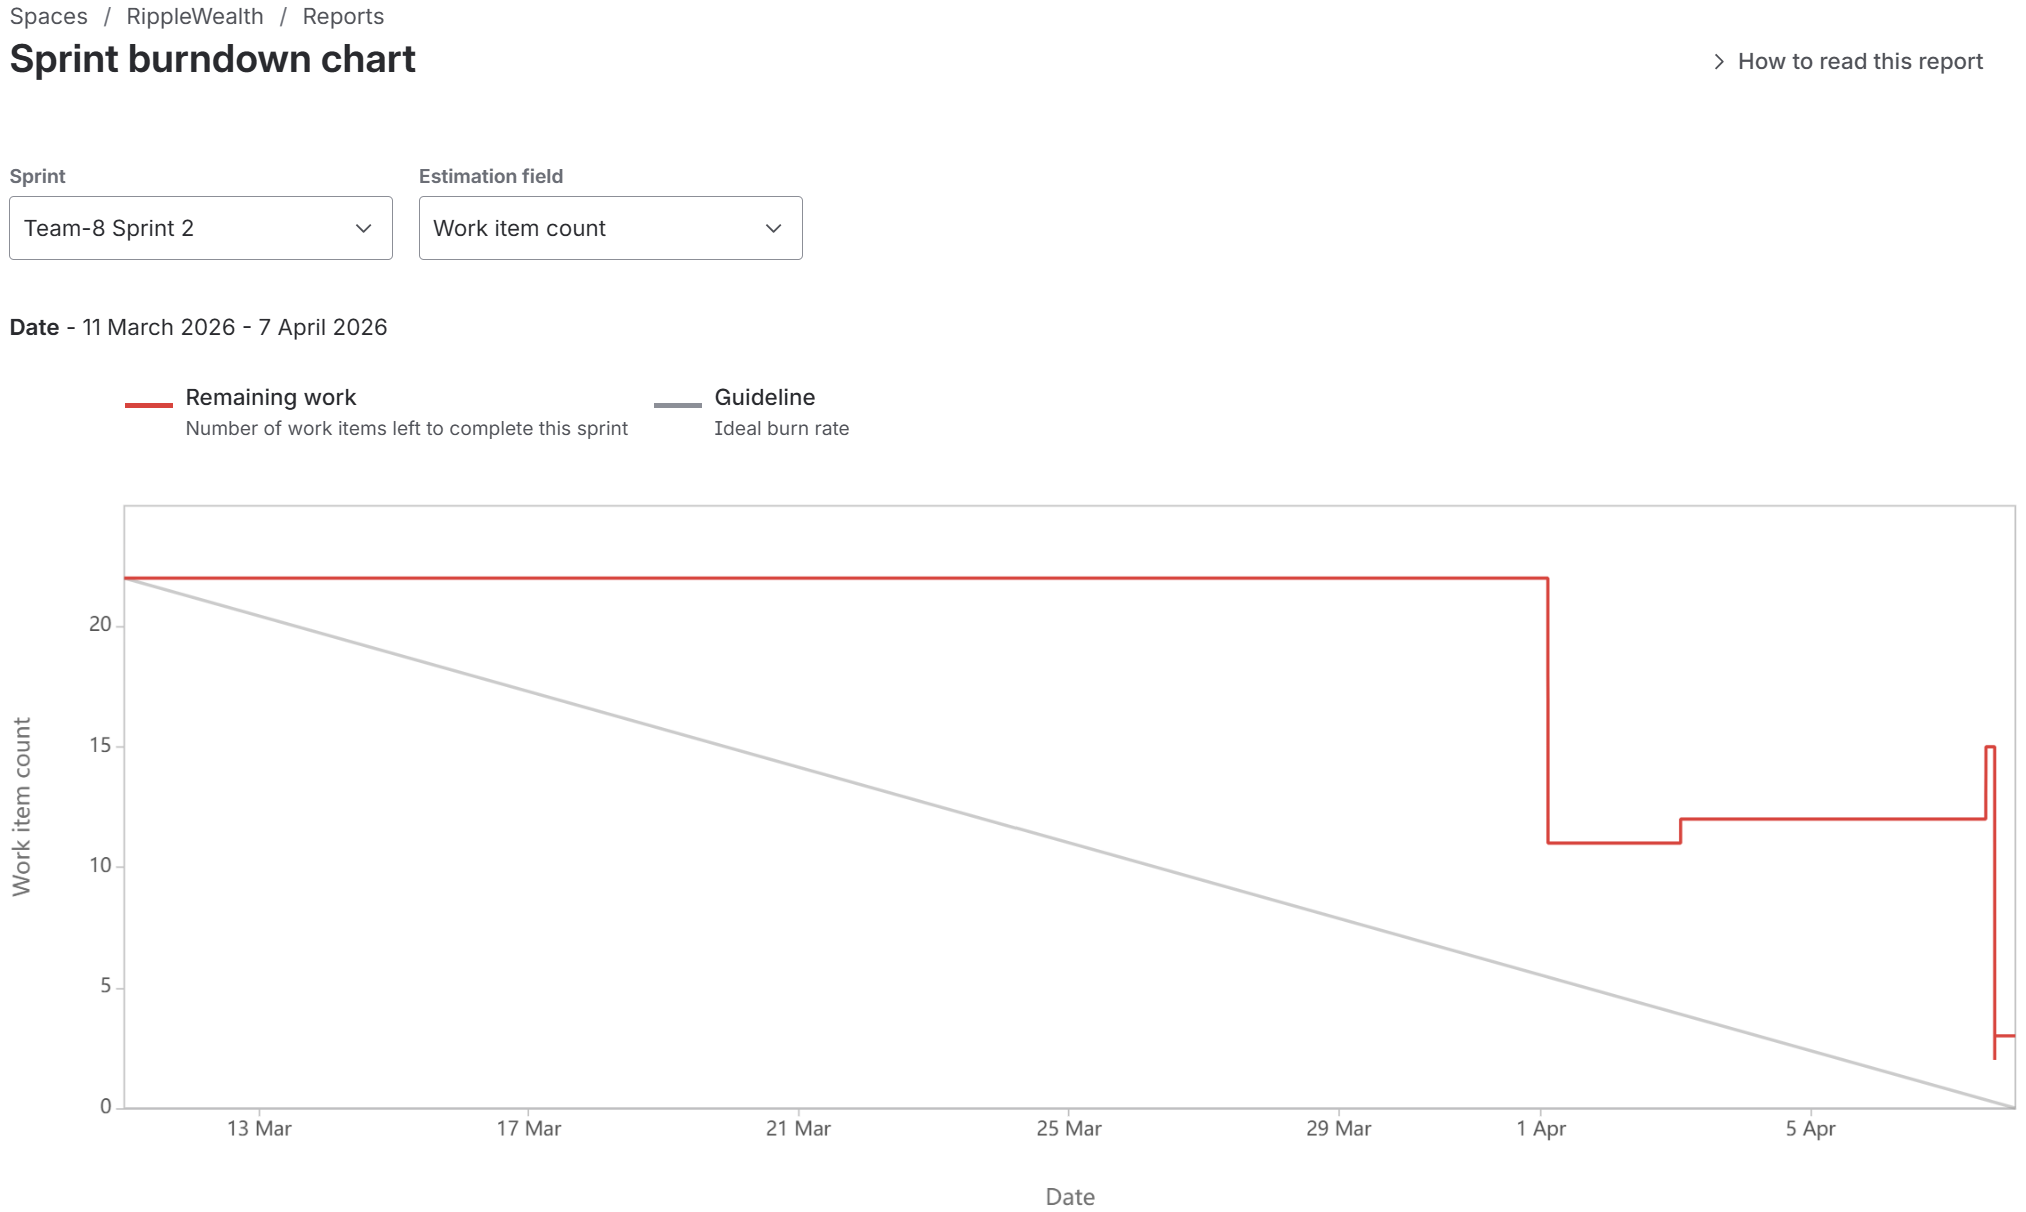 Spaces / RippleWealth / Reports
Sprint burndown chart
How to read this report
Sprint
Estimation field
Team-8 Sprint 2
Work item count
Date - 11 March 2026 - 7 April 2026
Remaining work
Number of work items left to complete this sprint
Guideline
Ideal burn rate
Work item count
20
15
10
5
0
13 Mar
17 Mar
21 Mar
25 Mar
29 Mar
1 Apr
5 Apr
Date